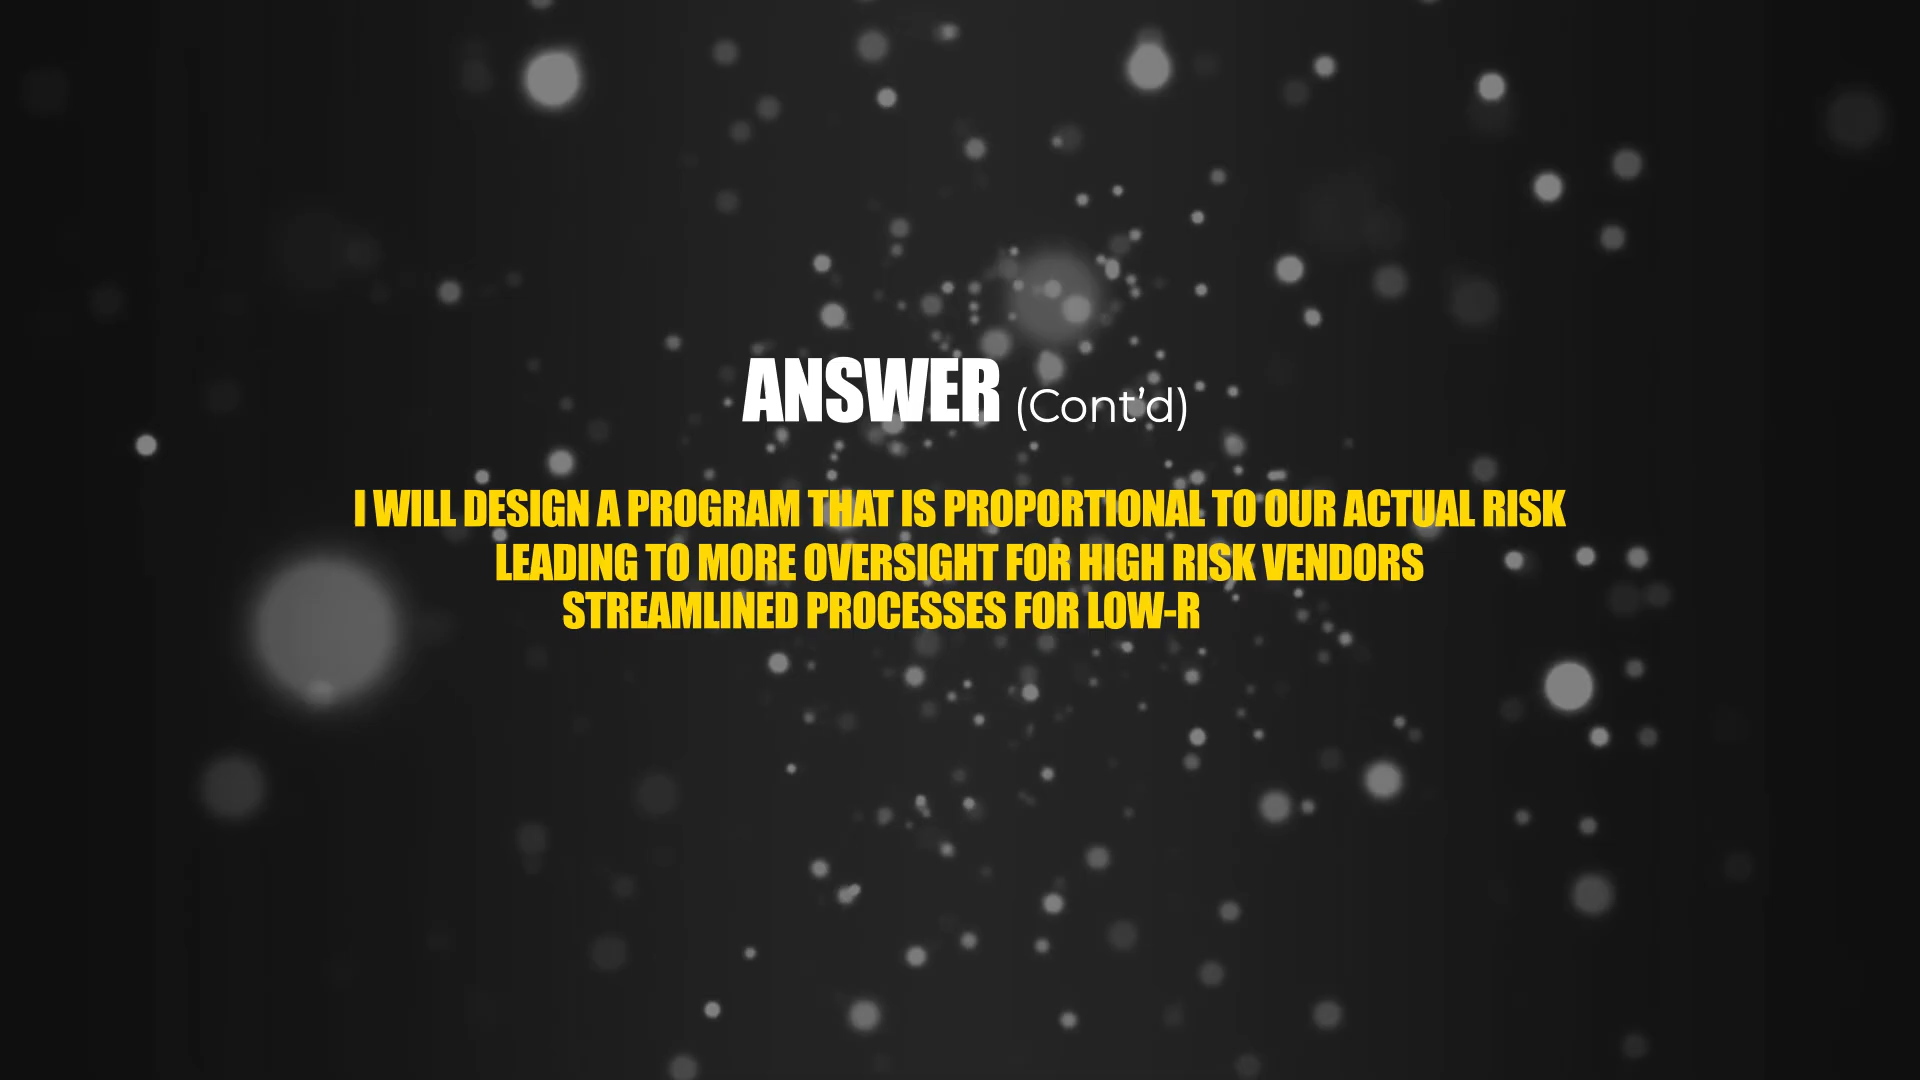 ANSWER (Cont'd)
I WILL DESIGN A PROGRAM THAT IS PROPORTIONAL TO OUR ACTUAL RISK
LEADING TO MORE OVERSIGHT FOR HIGH RISK VENDORS
STREAMLINED PROCESSES FOR LOW-R